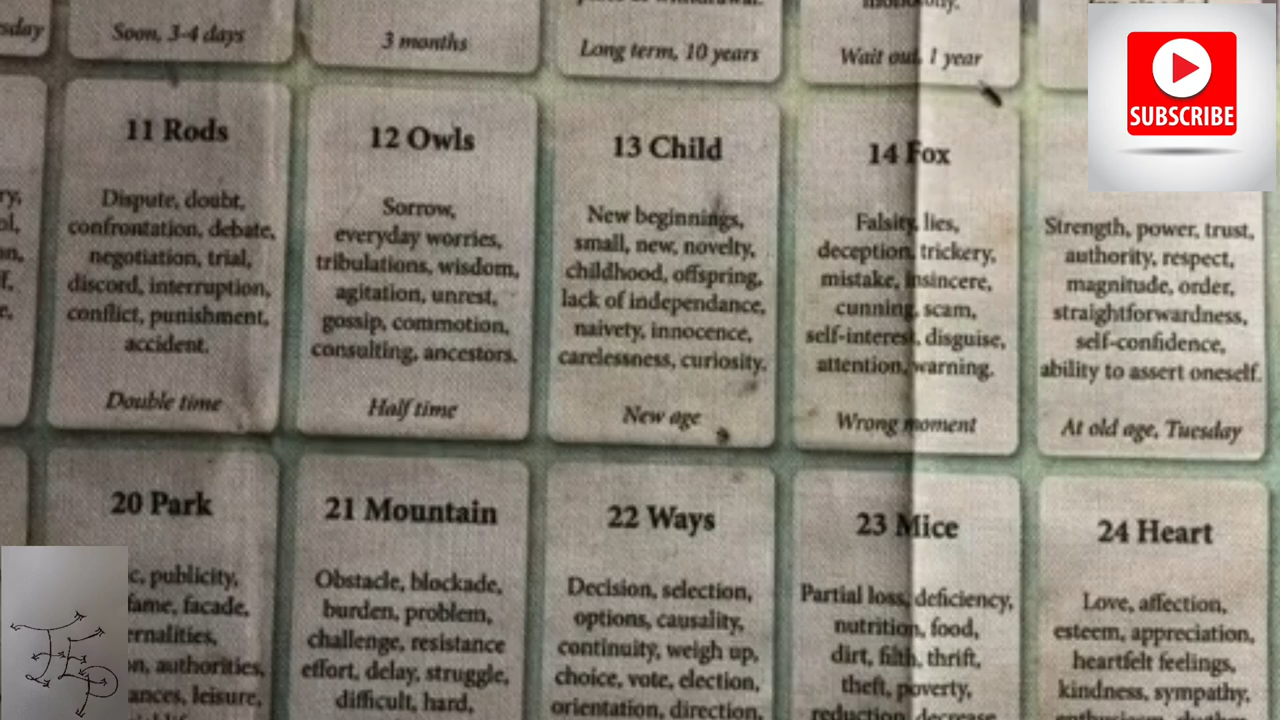 Soon, 3-4 days
3 months
Long term, 10 years
Wait out, 1 year
SUBSCRIBE
11 Rods
Dispute, doubt,
confrontation, debate,
negotiation, trial,
discord, interruption,
conflict, punishment,
accident.
Double time
12 Owls
Sorrow,
everyday worries,
tribulations, wisdom,
agitation, unrest,
gossip, commotion,
consulting, ancestors.
Half time
13 Child
New beginnings,
small, new, novelty,
childhood, offspring,
lack of independance,
naivety, innocence,
carelessness, curiosity.
New age
14 Fox
Falsity, lies,
deception, trickery,
mistake, insincere,
cunning, scam,
self-interest, disguise,
attention, warning.
Wrong moment
Strength, power, trust,
authority, respect,
magnitude, order,
straightforwardness,
self-confidence,
ability to assert oneself.
At old age, Tuesday
20 Park
publicity,
fame, facade,
authorities,
leisure,
21 Mountain
Obstacle, blockade,
burden, problem,
challenge, resistance
effort, delay, struggle,
difficult, hard,
22 Ways
Decision, selection,
options, causality,
continuity, weigh up,
choice, vote, election,
orientation, direction,
23 Mice
Partial loss, deficiency,
nutrition, food,
dirt, filth, thrift,
theft, poverty,
reduction, decrease
24 Heart
Love, affection,
esteem, appreciation,
heartfelt feelings,
kindness, sympathy,